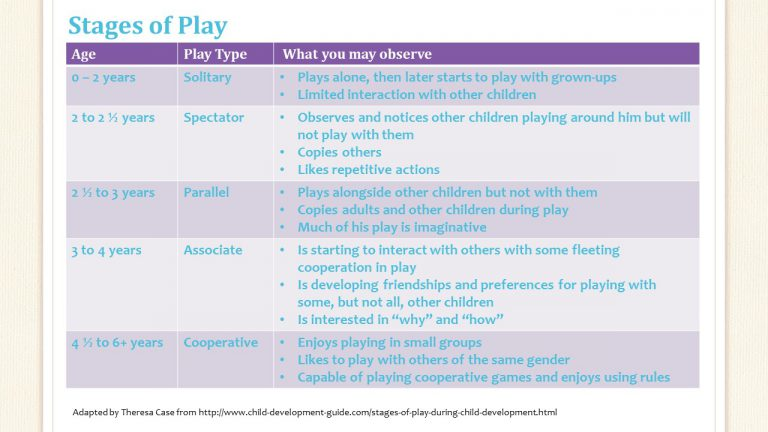 Stages of Play
Age Play Type What you may observe
0 – 2 years Solitary • Plays alone, then later starts to play with grown-ups
• Limited interaction with other children
2 to 2 ½ years Spectator • Observes and notices other children playing around him but will
not play with them
• Copies others
• Likes repetitive actions
2 ½ to 3 years Parallel • Plays alongside other children but not with them
• Copies adults and other children during play
• Much of his play is imaginative
3 to 4 years Associate • Is starting to interact with others with some fleeting
cooperation in play
• Is developing friendships and preferences for playing with
some, but not all, other children
• Is interested in “why” and “how”
4 ½ to 6+ years Cooperative • Enjoys playing in small groups
• Likes to play with others of the same gender
• Capable of playing cooperative games and enjoys using rules
Adapted by Theresa Case from http://www.child-development-guide.com/stages-of-play-during-child-development.html